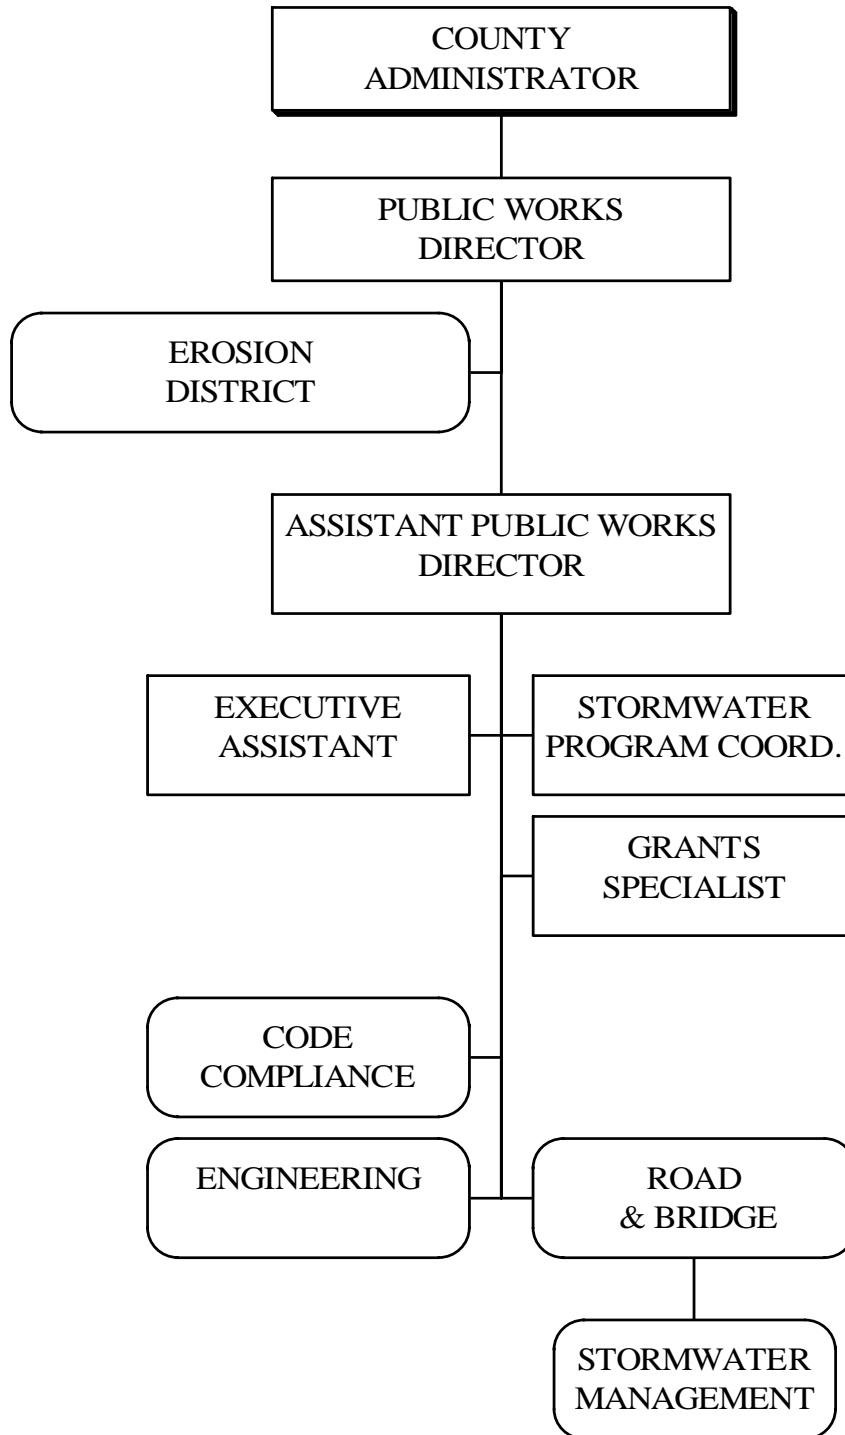 COUNTY
ADMINISTRATOR
PUBLIC WORKS
DIRECTOR
EROSION
DISTRICT
ASSISTANT PUBLIC WORKS
DIRECTOR
EXECUTIVE
ASSISTANT
STORMWATER
PROGRAM COORD.
GRANTS
SPECIALIST
CODE
COMPLIANCE
ENGINEERING
ROAD
& BRIDGE
STORMWATER
MANAGEMENT